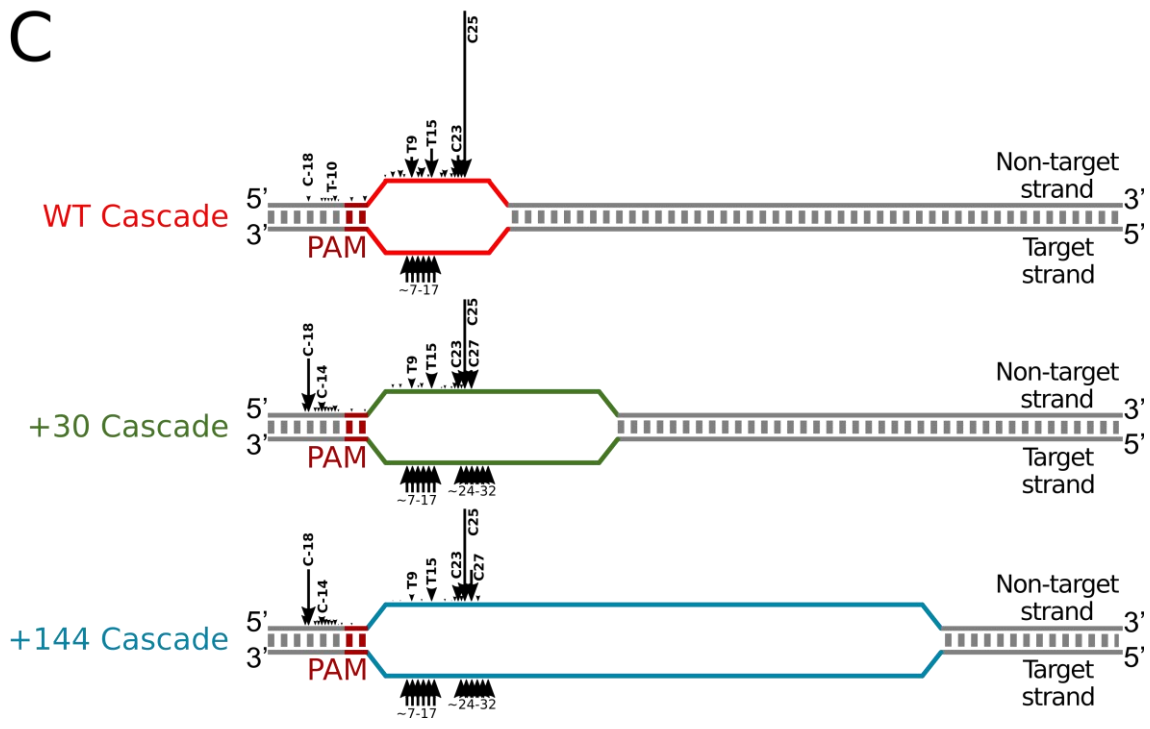 C
C25
C-18
T-10
T9
T15
C23
Non-target
strand
WT Cascade
5’
3’
3’
5’
PAM
Target
strand
~7-17
C25
C-18
C-14
T9
T15
C23
C27
Non-target
strand
+30 Cascade
5’
3’
3’
5’
PAM
Target
strand
~7-17
~24-32
C25
C-18
C-14
T9
T15
C23
C27
Non-target
strand
+144 Cascade
5’
3’
3’
5’
PAM
Target
strand
~7-17
~24-32